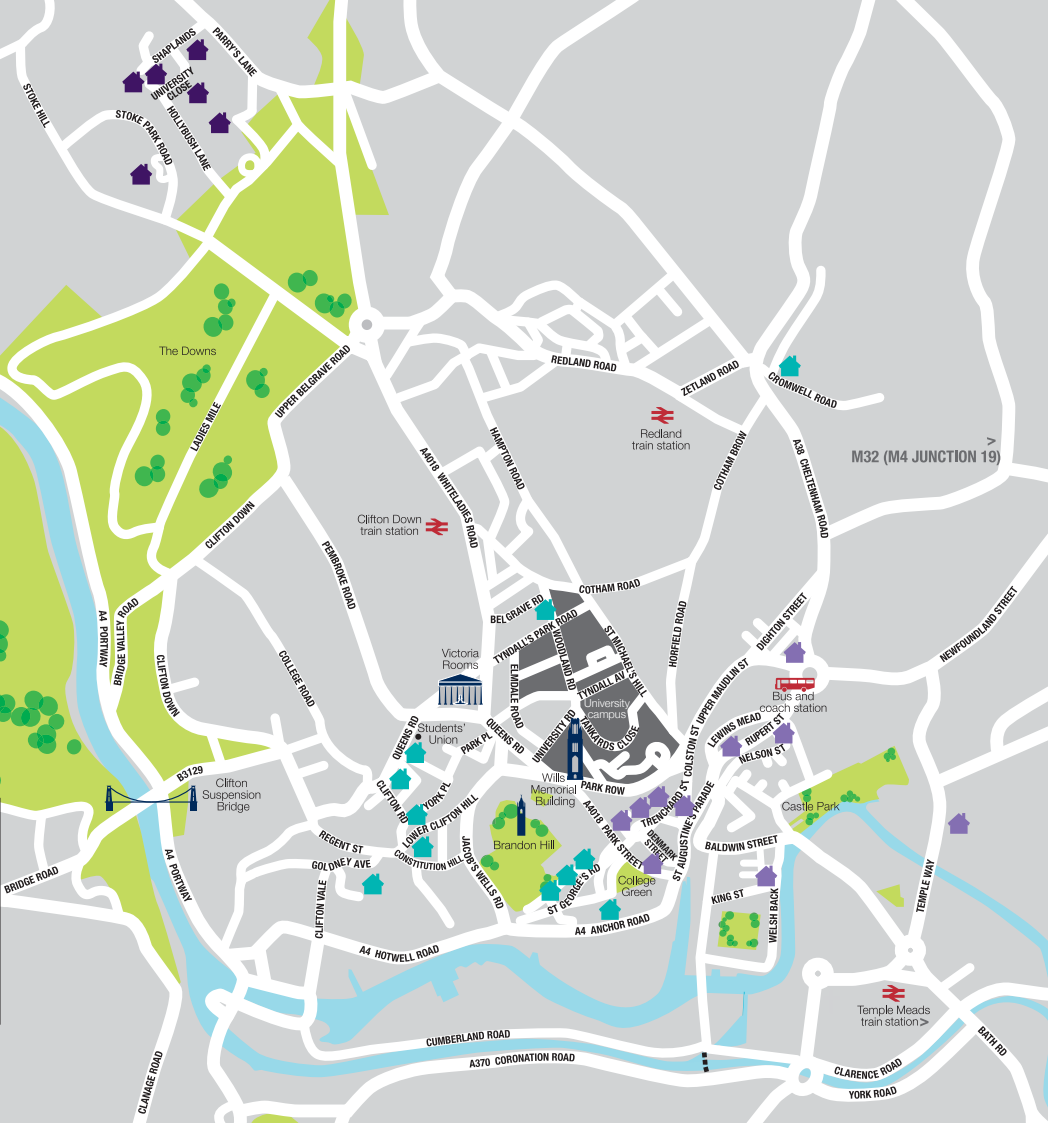 SHAPLANDS
PARRY'S LANE
STOKE HILL
UNIVERSITY
CLOSE
STOKE PARK ROAD
HOLLYBUSH LANE
The Downs
UPPER BELGRAVE ROAD
LADIES MILE
REDLAND ROAD
ZETLAND ROAD
CROMWELL ROAD
Redland
train station
>
M32 (M4 JUNCTION 19)
HAMPTON ROAD
A4018 WHITELADIES ROAD
COTHAM BROW
A38 CHELTENHAM ROAD
Clifton Down
train station
CLIFTON DOWN
PEMBROKE ROAD
COTHAM ROAD
BELGRAVE RD
TYNDALL'S PARK ROAD
A4 PORTWAY
BRIDGE VALLEY ROAD
CLIFTON DOWN
COLLEGE ROAD
Victoria
Rooms
ELMDALE ROAD
WOODLAND RD
ST MICHAEL'S HILL
HORFIELD ROAD
DIGHTON STREET
NEWFOUNDLAND STREET
TYNDALL AV
University
campus
UPPER MAUDLIN ST
Bus and
coach station
QUEENS RD
Students'
Union
PARK PL
QUEENS RD
UNIVERSITY RD
CANKARDS CLOSE
LEWINS MEAD
RUPERT ST
NELSON ST
COLSTON ST
B3129
Clifton
Suspension
Bridge
CLIFTON RD
YORK PL
LOWER CLIFTON HILL
Wills
Memorial
Building
PARK ROW
A4018 PARK STREET
TRENCHARD ST
DENMARK
STREET
ST AUGUSTINE'S PARADE
Castle Park
BALDWIN STREET
REGENT ST
GOLDNEY AVE
CONSTITUTION HILL
JACOB'S WELLS RD
Brandon Hill
ST GEORGE'S RD
College
Green
KING ST
WELSH BACK
TEMPLE WAY
BRIDGE ROAD
A4 PORTWAY
CLIFTON VALE
A4 HOTWELL ROAD
A4 ANCHOR ROAD
Temple Meads
train station>
CUMBERLAND ROAD
A370 CORONATION ROAD
CLARENCE ROAD
YORK ROAD
BATH RD
CLANAGE ROAD